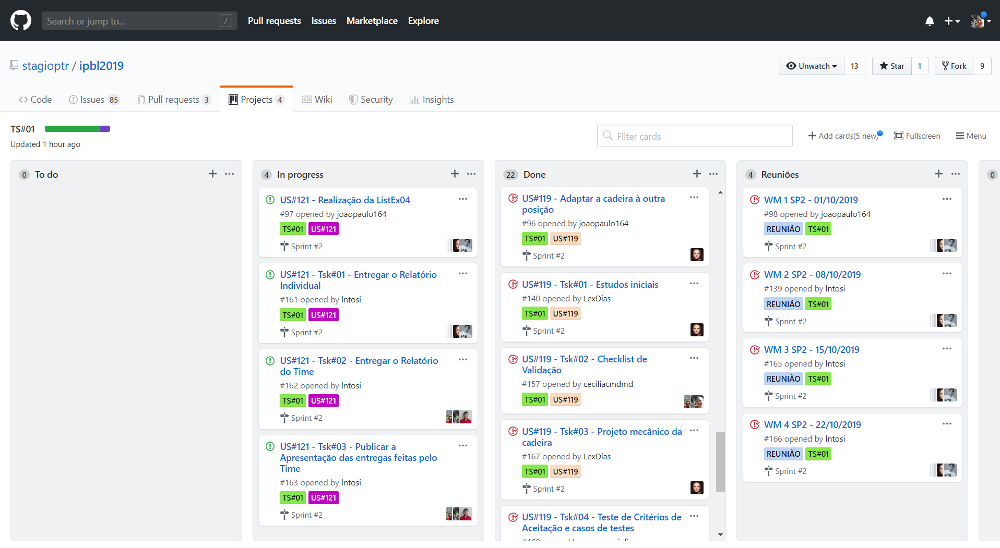 Search or jump to... /
Pull requests Issues Marketplace Explore
stagioptr / ipbl2019
Unwatch 13 Star 1 Fork 9
Code Issues 85 Pull requests 3 Projects 4 Wiki Security Insights
TS#01
Updated 1 hour ago
Filter cards
Add cards(5 new) Fullscreen Menu
0 To do
4 In progress
US#121 - Realização da ListEx04
#97 opened by joaopaulo164
TS#01 US#121
Sprint #2
US#121 - Tsk#01 - Entregar o Relatório
Individual
#161 opened by Intosi
TS#01 US#121
Sprint #2
US#121 - Tsk#02 - Entregar o Relatório
do Time
#162 opened by Intosi
TS#01 US#121
Sprint #2
US#121 - Tsk#03 - Publicar a
Apresentação das entregas feitas pelo
Time
#163 opened by Intosi
TS#01 US#121
Sprint #2
22 Done
US#119 - Adaptar a cadeira à outra
posição
#96 opened by joaopaulo164
TS#01 US#119
Sprint #2
US#119 - Tsk#01 - Estudos iniciais
#140 opened by LexDias
TS#01 US#119
Sprint #2
US#119 - Tsk#02 - Checklist de
Validação
#157 opened by ceciliacmdmd
TS#01 US#119
US#119 - Tsk#03 - Projeto mecânico da
cadeira
#167 opened by LexDias
TS#01 US#119
Sprint #2
US#119 - Tsk#04 - Teste de Critérios de
Aceitação e casos de testes
4 Reuniões
WM 1 SP2 - 01/10/2019
#98 opened by joaopaulo164
REUNIÃO TS#01
Sprint #2
WM 2 SP2 - 08/10/2019
#139 opened by Intosi
REUNIÃO TS#01
Sprint #2
WM 3 SP2 - 15/10/2019
#165 opened by Intosi
REUNIÃO TS#01
Sprint #2
WM 4 SP2 - 22/10/2019
#166 opened by Intosi
REUNIÃO TS#01
Sprint #2
0